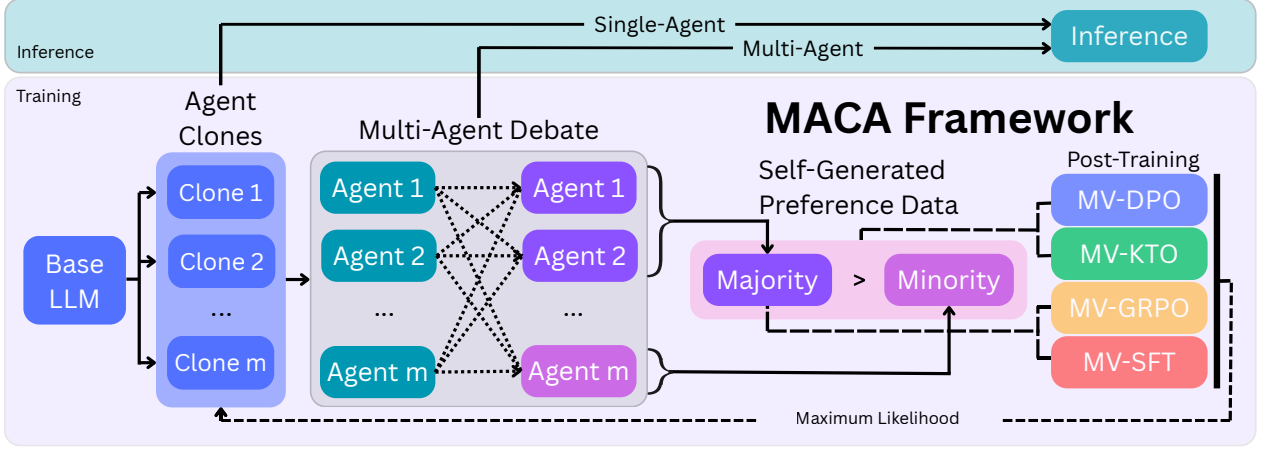 Single-Agent
Multi-Agent
Inference
Inference
Training
Agent
Clones
Multi-Agent Debate
MACA Framework
Self-Generated
Preference Data
Post-Training
Base
LLM
Clone 1
Clone 2
...
Clone m
Agent 1
Agent 2
...
Agent m
Agent 1
Agent 2
...
Agent m
Majority
>
Minority
MV-DPO
MV-KTO
MV-GRPO
MV-SFT
Maximum Likelihood